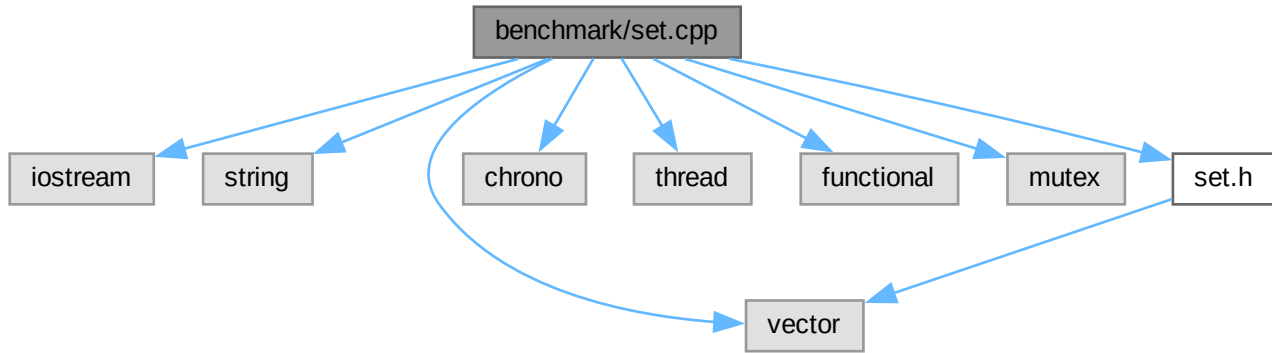 benchmark/set.cpp
iostream
string
chrono
thread
functional
mutex
set.h
vector